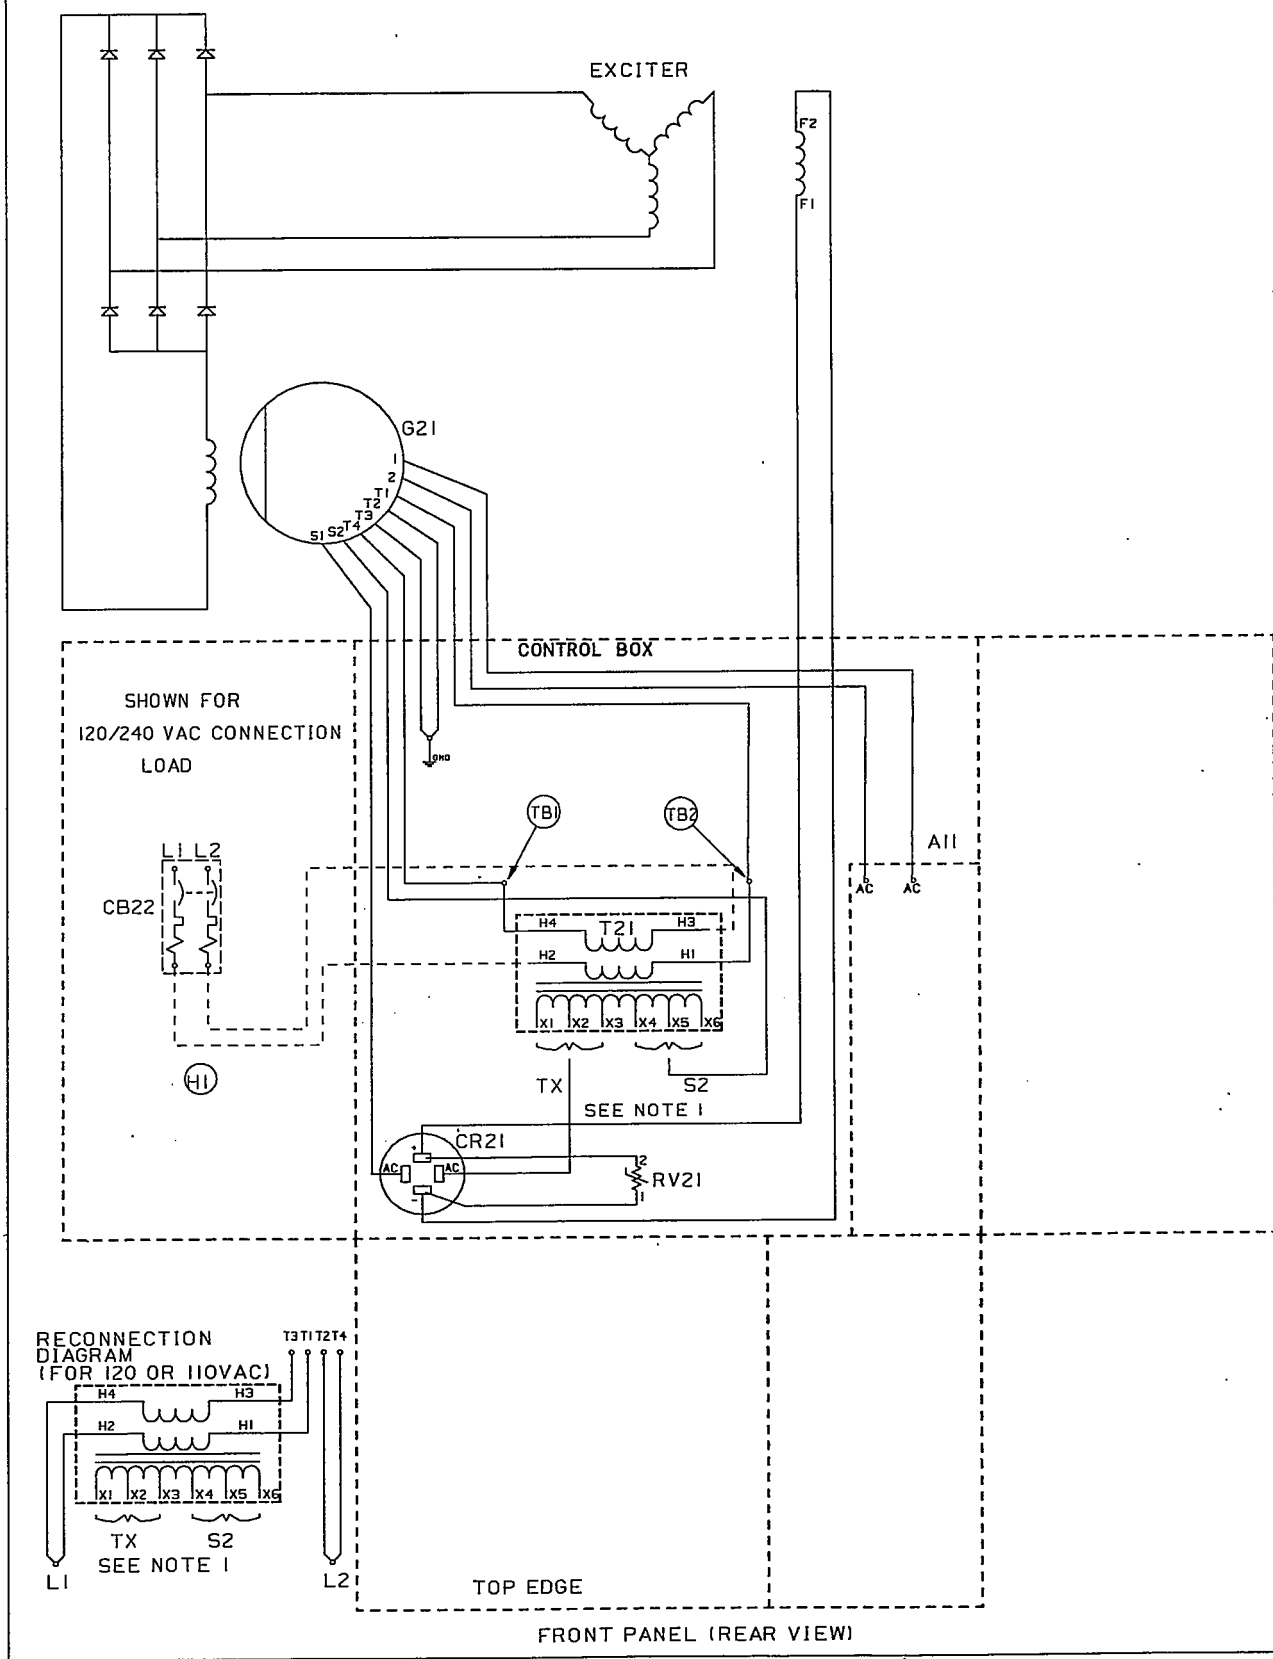 EXCITER
F2
F1
G21
1
2
T1
T2
T3
T4
S2
S1
CONTROL BOX
SHOWN FOR
120/240 VAC CONNECTION
LOAD
GND
TB1
TB2
L1 L2
CB22
A11
AC AC
H4 T21 H3
H2 H1
X1 X2 X3 X4 X5 X6
TX S2
SEE NOTE 1
H1
CR21
+
AC AC
-
2
RV21
1
RECONNECTION
DIAGRAM
(FOR 120 OR 110VAC)
T3 T1 T2 T4
H4 H3
H2 H1
X1 X2 X3 X4 X5 X6
TX S2
SEE NOTE 1
L1 L2
TOP EDGE
FRONT PANEL (REAR VIEW)